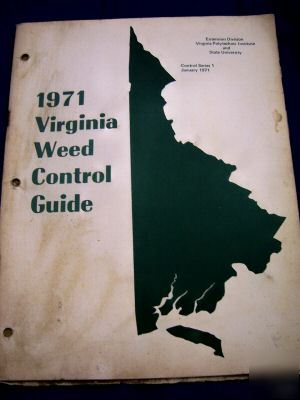 Extension Division
Virginia Polytechnic Institute
and
State University
Control Series 1
January 1971
1971
Virginia
Weed
Control
Guide